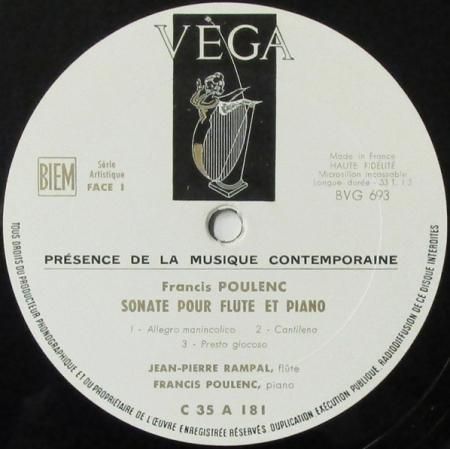 VÈGA
BIEM
Série
Artistique
FACE 1
Made in France
HAUTE FIDÉLITÉ
Microsillon incassable
Longue durée - 33 T. 1/3
BVG 693
PRÉSENCE DE LA MUSIQUE CONTEMPORAINE
Francis POULENC
SONATE POUR FLUTE ET PIANO
1 - Allegro manincolico 2 - Cantilena
3 - Presto giocoso
JEAN-PIERRE RAMPAL, flûte
FRANCIS POULENC, piano
C 35 A 181
TOUS DROITS DU PRODUCTEUR PHONOGRAPHIQUE ET DU PROPRIÉTAIRE DE L'ŒUVRE ENREGISTRÉE RÉSERVÉS DUPLICATION EXÉCUTION PUBLIQUE RADIODIFFUSION DE CE DISQUE INTERDITES